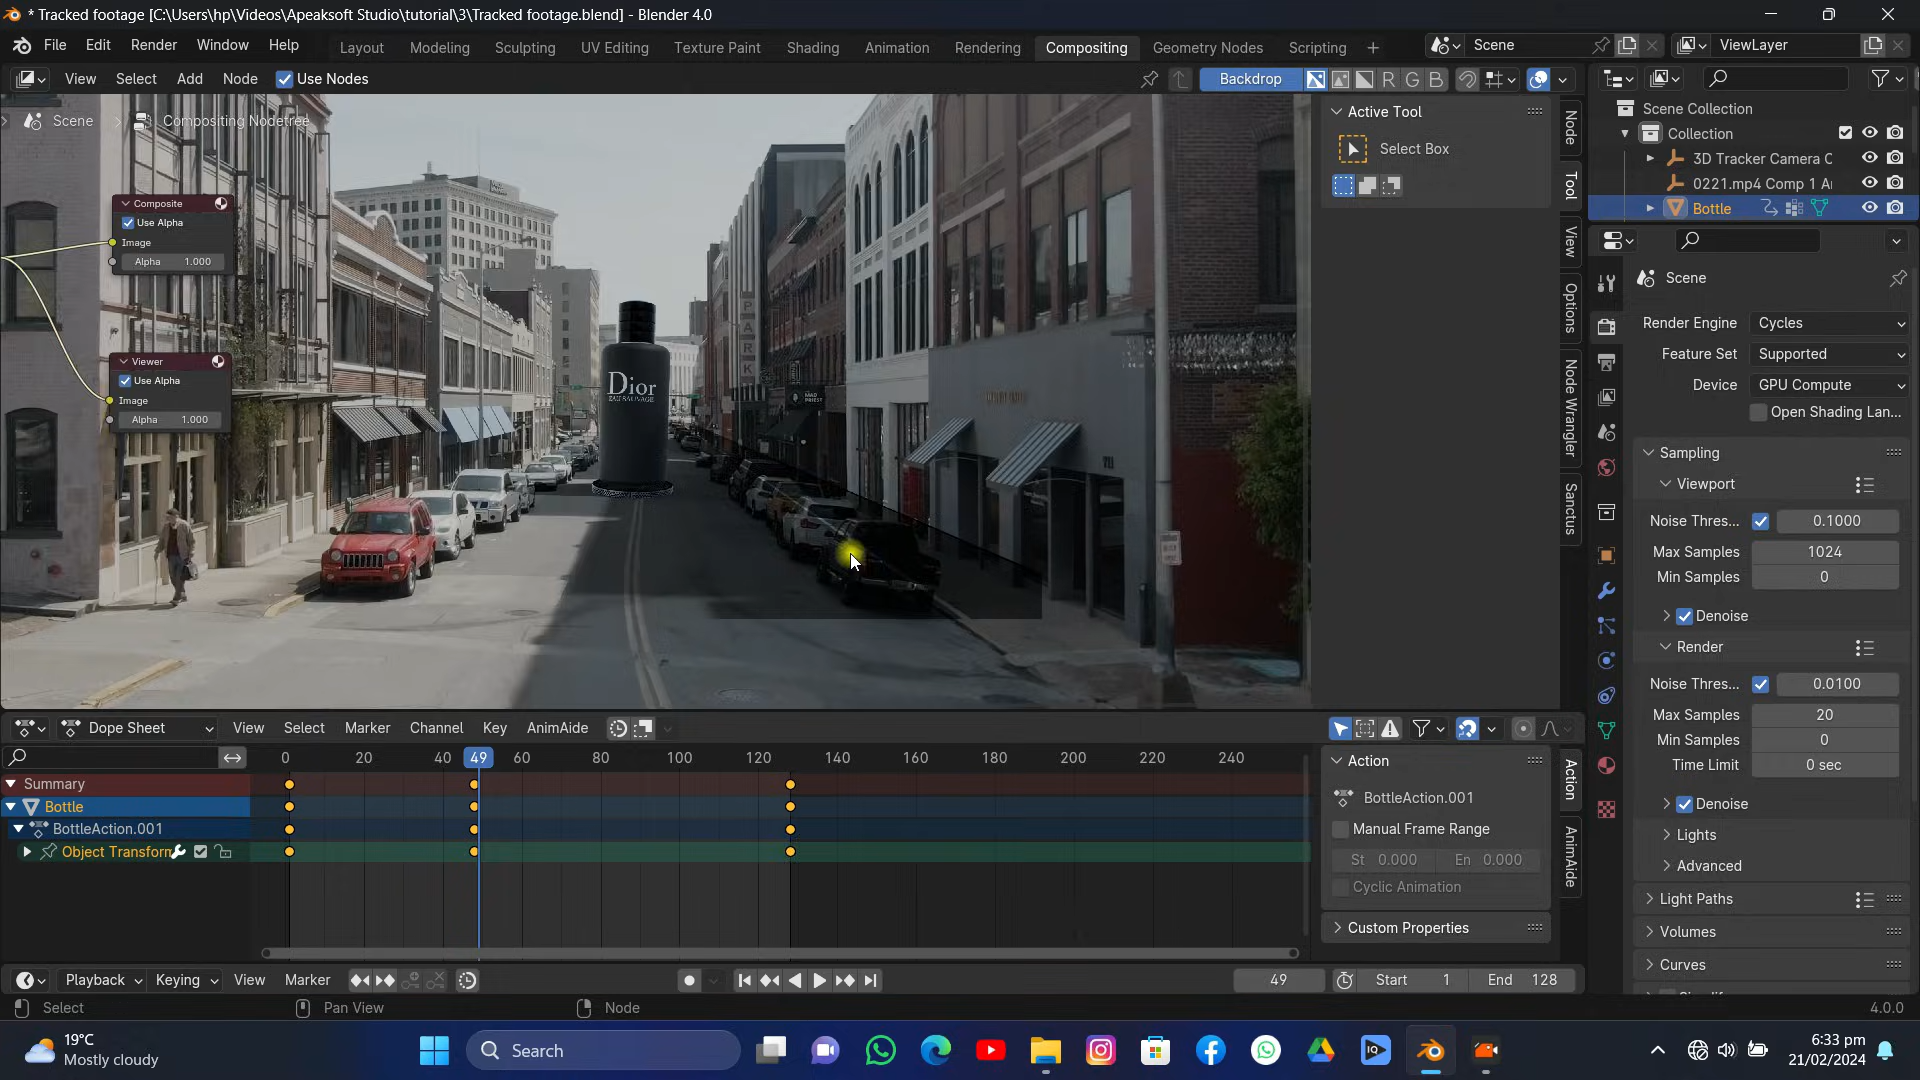 * Tracked footage [C:\Users\hp\Videos\Apeaksoft Studio\tutorial\3\Tracked footage.blend] - Blender 4.0
File Edit Render Window Help Layout Modeling Sculpting UV Editing Texture Paint Shading Animation Rendering Compositing Geometry Nodes Scripting + Scene ViewLayer
View Select Add Node Use Nodes Backdrop R G B
Scene > Compositing Nodetree
Active Tool
Select Box
Node
Tool
View
Options
Node Wrangler
Sanctus
Composite
Use Alpha
Image
Alpha 1.000
Viewer
Use Alpha
Image
Alpha 1.000
PARK
MAD PRIEST
Dior
EAU SAUVAGE
711
Scene Collection
Collection
3D Tracker Camera C
0221.mp4 Comp 1 A
Bottle
Scene
Render Engine Cycles
Feature Set Supported
Device GPU Compute
Open Shading Lan...
Sampling
Viewport
Noise Thres... 0.1000
Max Samples 1024
Min Samples 0
Denoise
Render
Noise Thres... 0.0100
Max Samples 20
Min Samples 0
Time Limit 0 sec
Denoise
Lights
Advanced
Light Paths
Volumes
Curves
Dope Sheet View Select Marker Channel Key AnimAide
0 20 40 49 60 80 100 120 140 160 180 200 220 240
Summary
Bottle
BottleAction.001
Object Transform
Action
BottleAction.001
Manual Frame Range
St 0.000 En 0.000
Cyclic Animation
Custom Properties
Action
AnimAide
Playback Keying View Marker 49 Start 1 End 128
Select Pan View Node 4.0.0
19°C
Mostly cloudy
Search
IQ
6:33 pm
21/02/2024